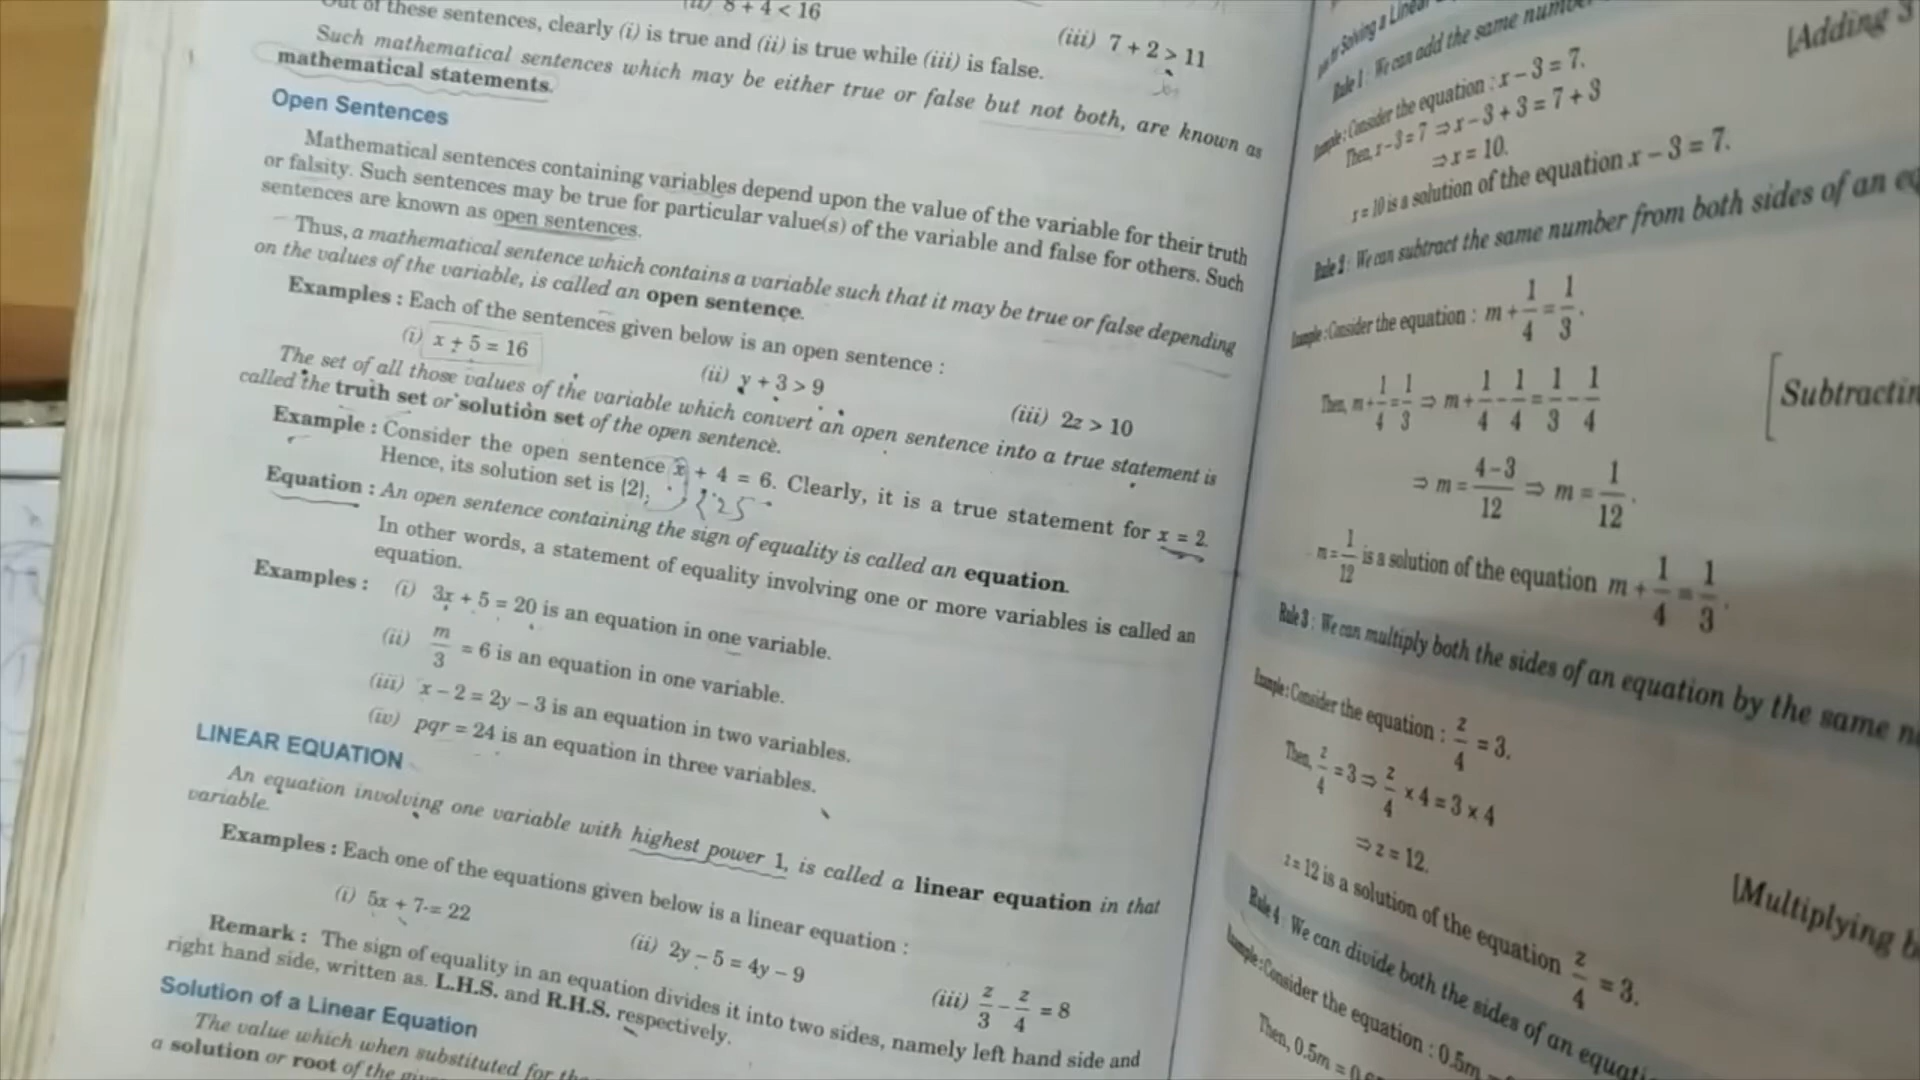 (ii) 8 + 4 < 16
(iii) 7 + 2 > 11
Out of these sentences, clearly (i) is true and (ii) is true while (iii) is false.
Such mathematical sentences which may be either true or false but not both, are known as
mathematical statements.
Open Sentences
Mathematical sentences containing variables depend upon the value of the variable for their truth
or falsity. Such sentences may be true for particular value(s) of the variable and false for others. Such
sentences are known as open sentences.
Thus, a mathematical sentence which contains a variable such that it may be true or false depending
on the values of the variable, is called an open sentence.
Examples : Each of the sentences given below is an open sentence :
(i) x + 5 = 16 (ii) y + 3 > 9 (iii) 2z > 10
The set of all those values of the variable which convert an open sentence into a true statement is
called the truth set or solution set of the open sentence.
Example : Consider the open sentence x + 4 = 6. Clearly, it is a true statement for x = 2.
Hence, its solution set is {2}. {2}
Equation : An open sentence containing the sign of equality is called an equation.
In other words, a statement of equality involving one or more variables is called an
equation.
Examples : (i) 3x + 5 = 20 is an equation in one variable.
(ii) m/3 = 6 is an equation in one variable.
(iii) x − 2 = 2y − 3 is an equation in two variables.
(iv) pqr = 24 is an equation in three variables.
LINEAR EQUATION
An equation involving one variable with highest power 1, is called a linear equation in that
variable.
Examples : Each one of the equations given below is a linear equation :
(i) 5x + 7 = 22 (ii) 2y − 5 = 4y − 9 (iii) z/3 − z/4 = 8
Remark : The sign of equality in an equation divides it into two sides, namely left hand side and
right hand side, written as. L.H.S. and R.H.S. respectively.
Solution of a Linear Equation
The value which when substituted for the
a solution or root of the
Solving a Linear
Rule 1 : We can add the same number
[Adding 3
Example : Consider the equation : x − 3 = 7.
Then, x − 3 = 7 ⇒ x − 3 + 3 = 7 + 3
⇒ x = 10.
x = 10 is a solution of the equation x − 3 = 7.
Rule 2 : We can subtract the same number from both sides of an eq
Example : Consider the equation : m + 1/4 = 1/3.
Then, m + 1/4 = 1/3 ⇒ m + 1/4 − 1/4 = 1/3 − 1/4
[Subtractin
⇒ m = 4−3/12 ⇒ m = 1/12.
m = 1/12 is a solution of the equation m + 1/4 = 1/3.
Rule 3 : We can multiply both the sides of an equation by the same n
Example : Consider the equation : z/4 = 3.
Then, z/4 = 3 ⇒ z/4 × 4 = 3 × 4
[Multiplying b
⇒ z = 12.
z = 12 is a solution of the equation z/4 = 3.
Rule 4 : We can divide both the sides of an equati
Example : Consider the equation : 0.5m
Then, 0.5m =